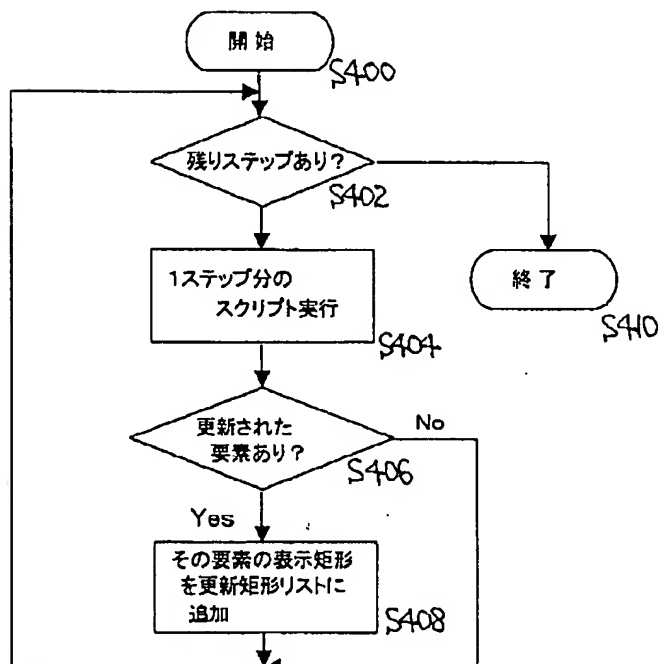 開始
S400
残りステップあり？
S402
1ステップ分の
スクリプト実行
S404
終了
S410
更新された
要素あり？
No
S406
Yes
その要素の表示矩形
を更新矩形リストに
追加
S408